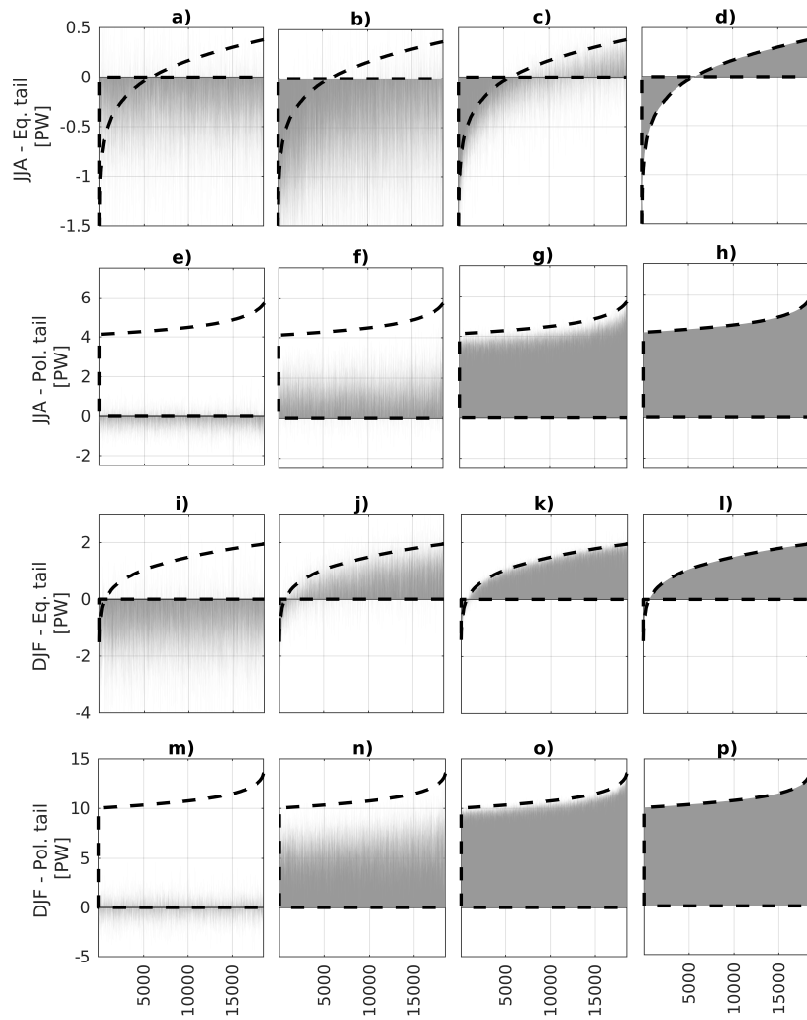 a) b) c) d)
0.5
0
-0.5
-1
-1.5
JJA - Eq. tail
[PW]
e) f) g) h)
6
4
2
0
-2
JJA - Pol. tail
[PW]
i) j) k) l)
2
0
-2
-4
DJF - Eq. tail
[PW]
m) n) o) p)
15
10
5
0
-5
DJF - Pol. tail
[PW]
5000 10000 15000 5000 10000 15000 5000 10000 15000 5000 10000 15000